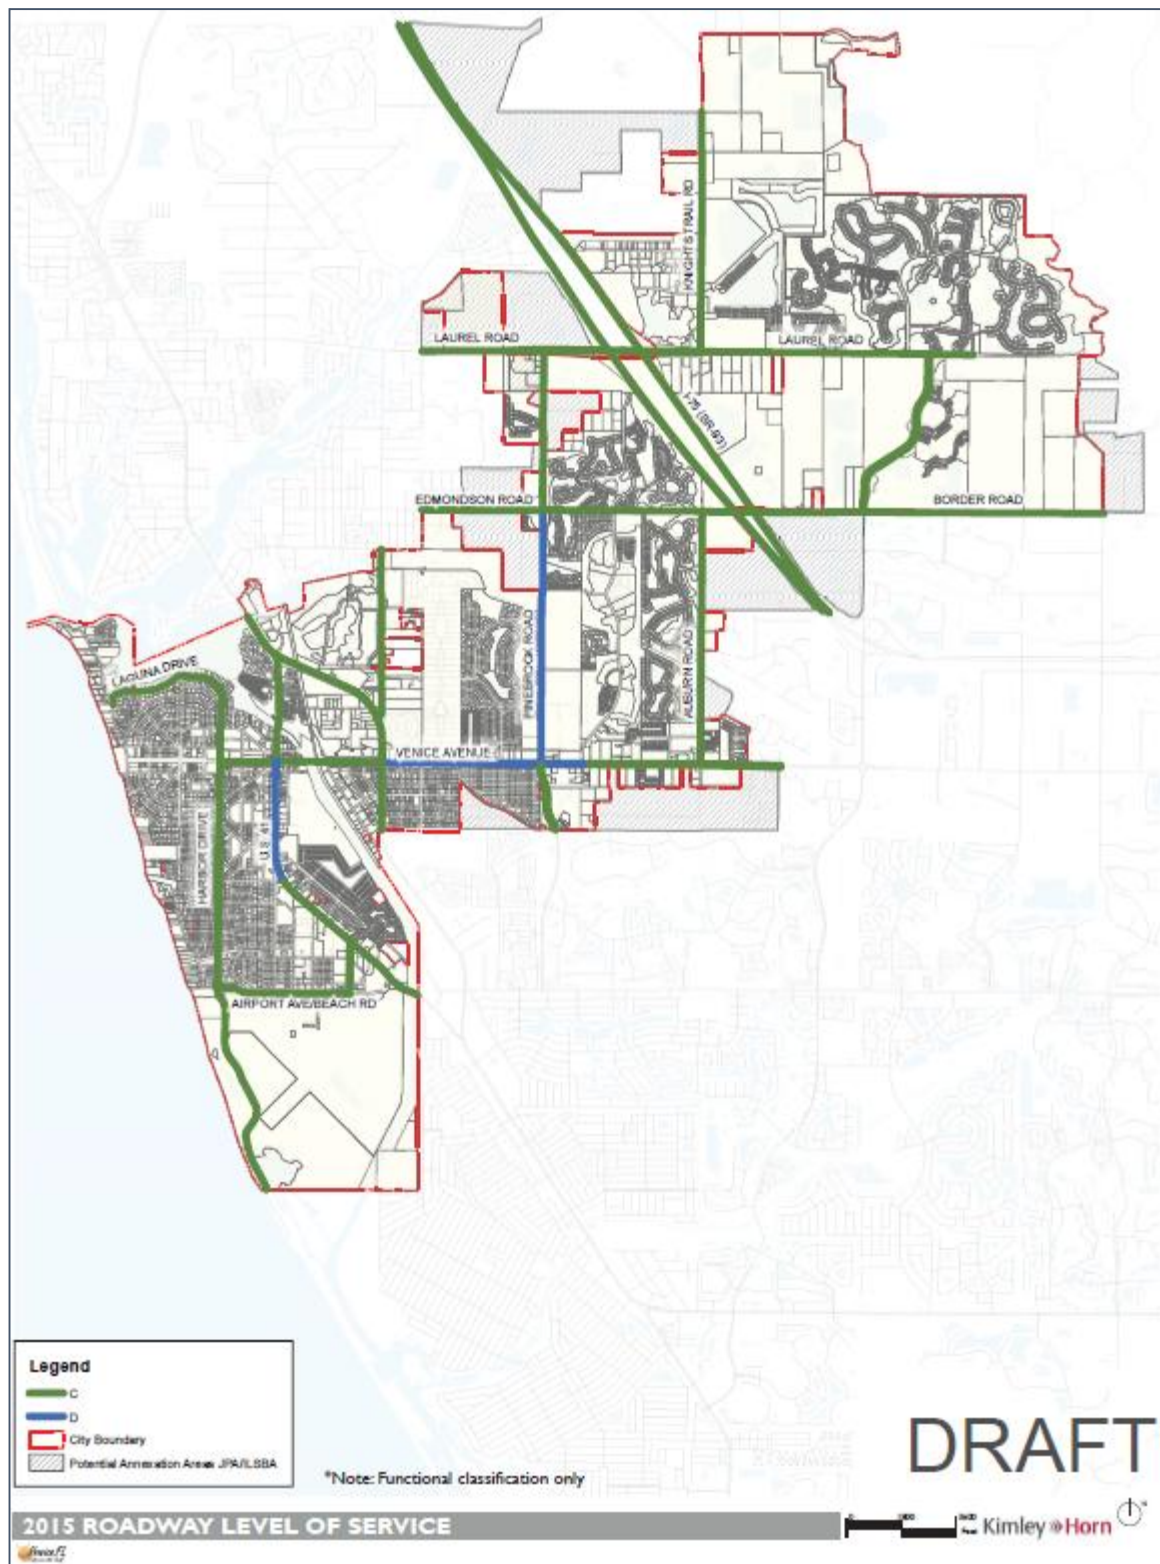 KNIGHTS TRAIL RD
LAUREL ROAD
LAUREL ROAD
I-75 (SR-93)
EDMONDSON ROAD
BORDER ROAD
PINEBROOK ROAD
AUBURN ROAD
LAGUNA DRIVE
VENICE AVENUE
HARBOR DRIVE
U.S. 41
AIRPORT AVE/BEACH RD
Legend
C
D
City Boundary
Potential Annexation Areas JPA/ILSBA
*Note: Functional classification only
DRAFT
2015 ROADWAY LEVEL OF SERVICE
0
Feet
Kimley Horn